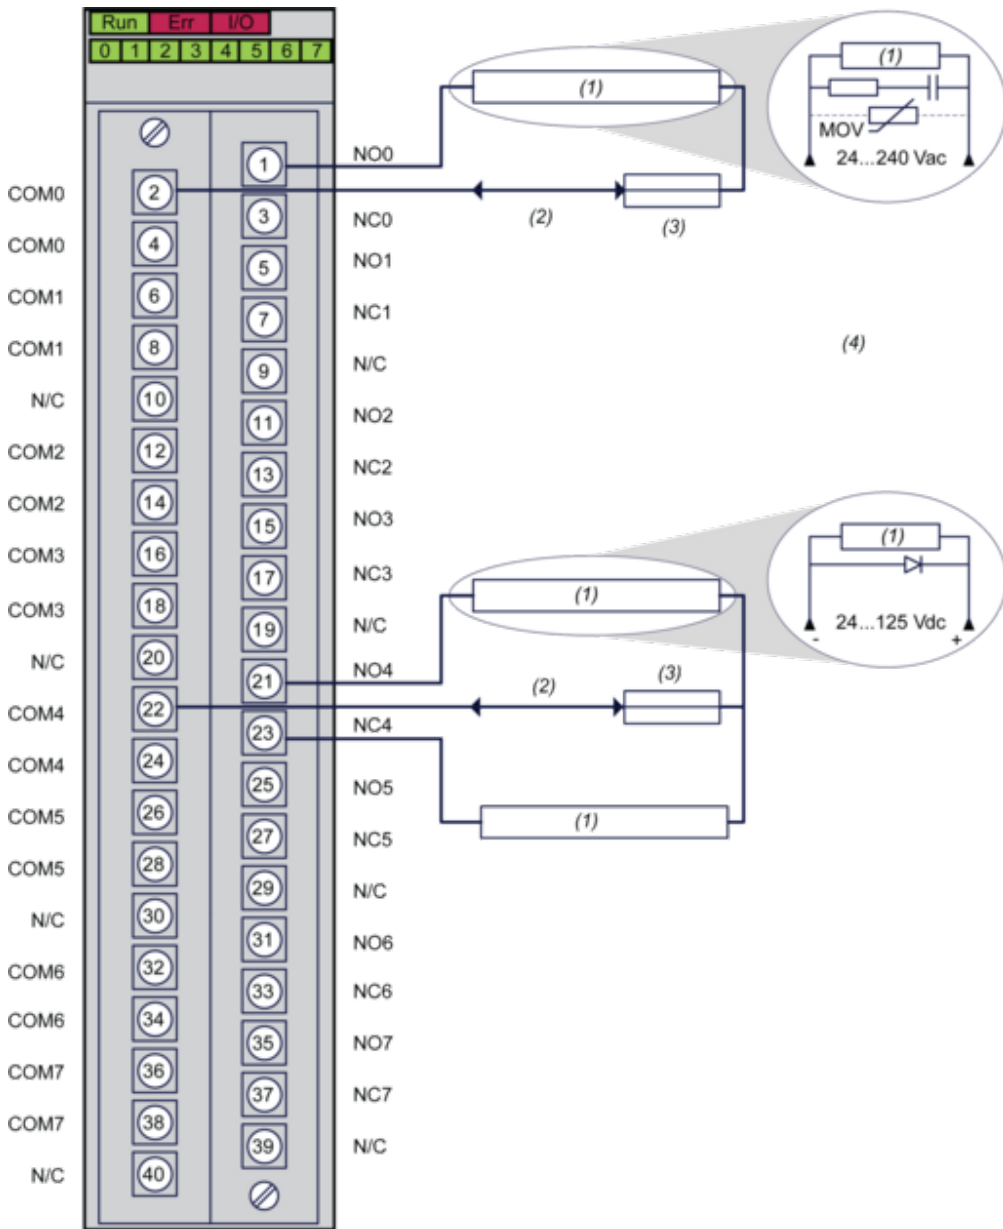 Run Err I/O
0 1 2 3 4 5 6 7
(1)
(1)
MOV
24...240 Vac
1 NO0
COM0 2
(2) (3)
3 NC0
COM0 4
5 NO1
COM1 6
7 NC1
COM1 8
(4)
9 N/C
N/C 10
11 NO2
COM2 12
13 NC2
COM2 14
15 NO3
(1)
COM3 16
17 NC3
(1)
COM3 18
24...125 Vdc
- +
19 N/C
N/C 20
21 NO4
(2) (3)
COM4 22
23 NC4
COM4 24
25 NO5
COM5 26
(1)
27 NC5
COM5 28
29 N/C
N/C 30
31 NO6
COM6 32
33 NC6
COM6 34
35 NO7
COM7 36
37 NC7
COM7 38
39 N/C
N/C 40